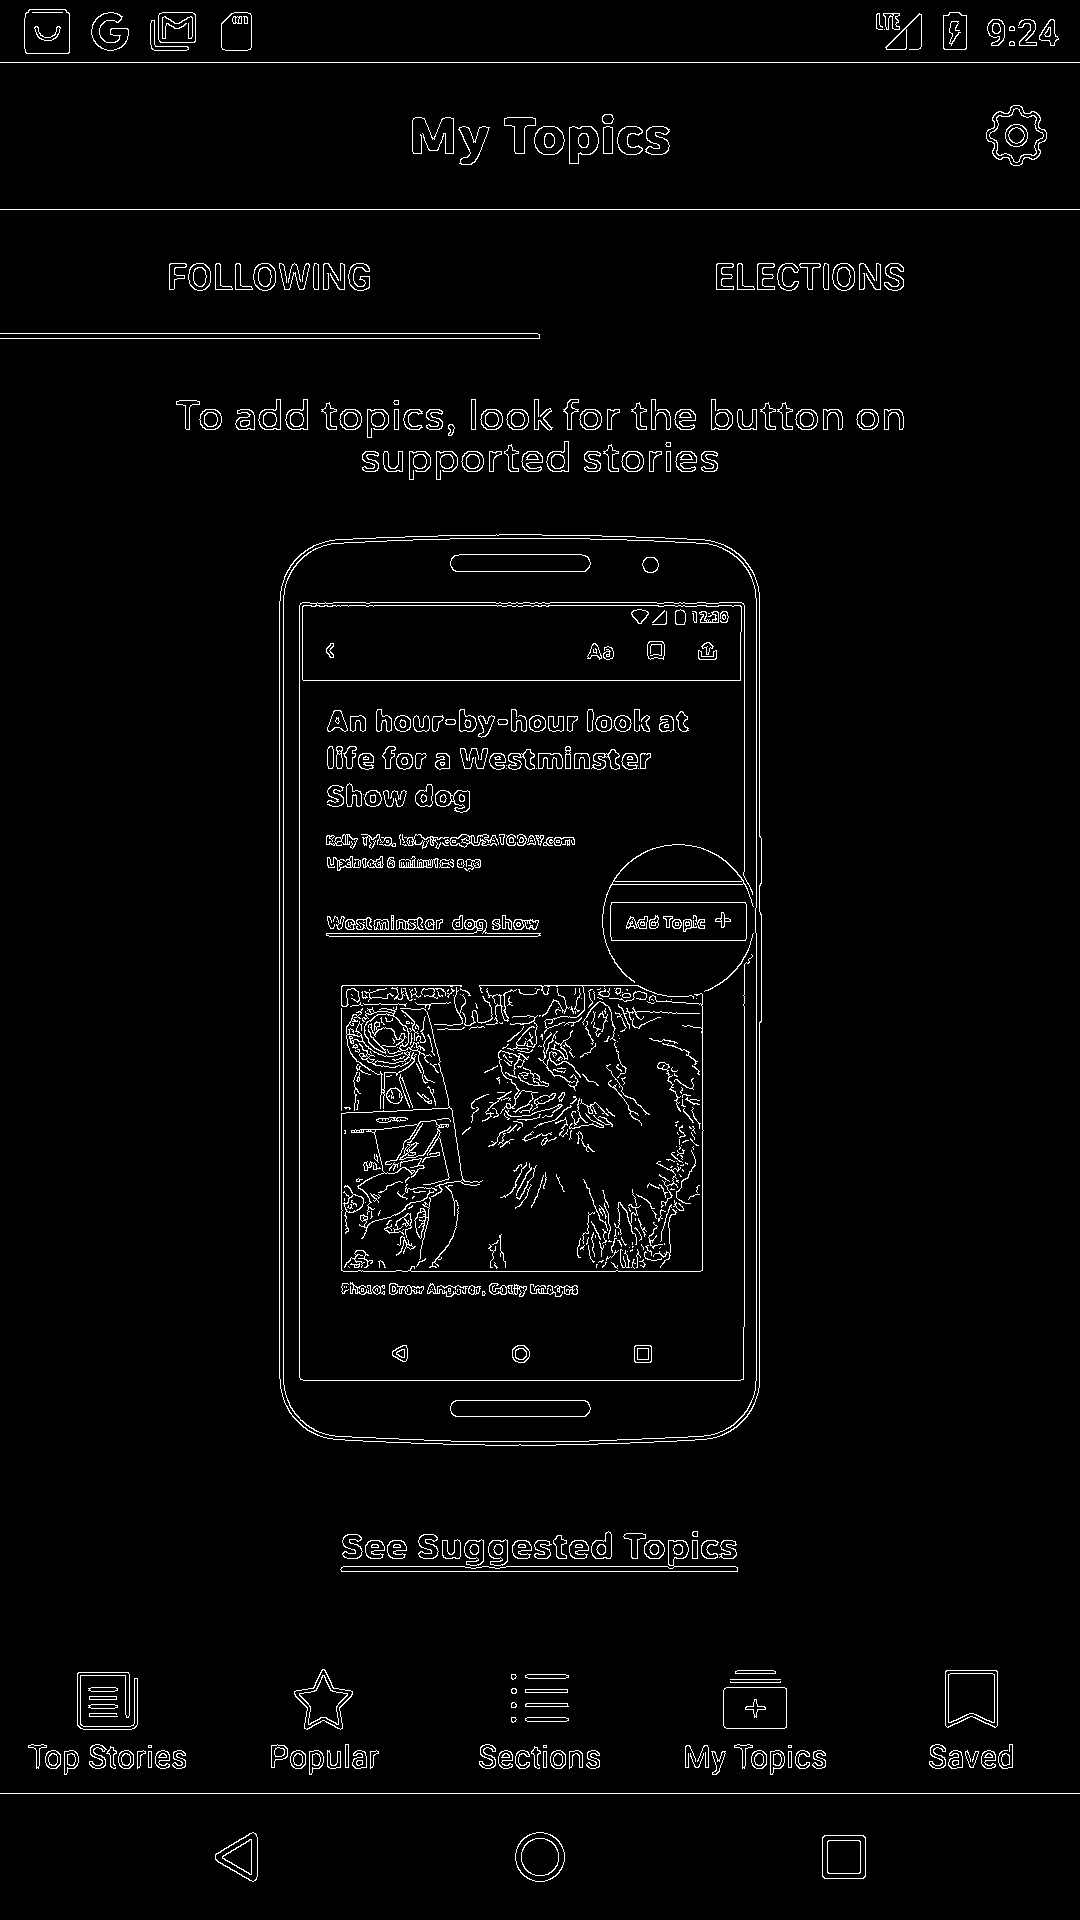 LTE 9:24
My Topics
FOLLOWING ELECTIONS
To add topics, look for the button on
supported stories
12:30
Aa
An hour-by-hour look at
life for a Westminster
Show dog
Kelly Tyko, kellytyco@USATODAY.com
Updated 6 minutes ago
Westminster dog show
Add Topic +
Photo: Drew Angerer, Getty Images
See Suggested Topics
Top Stories Popular Sections My Topics Saved